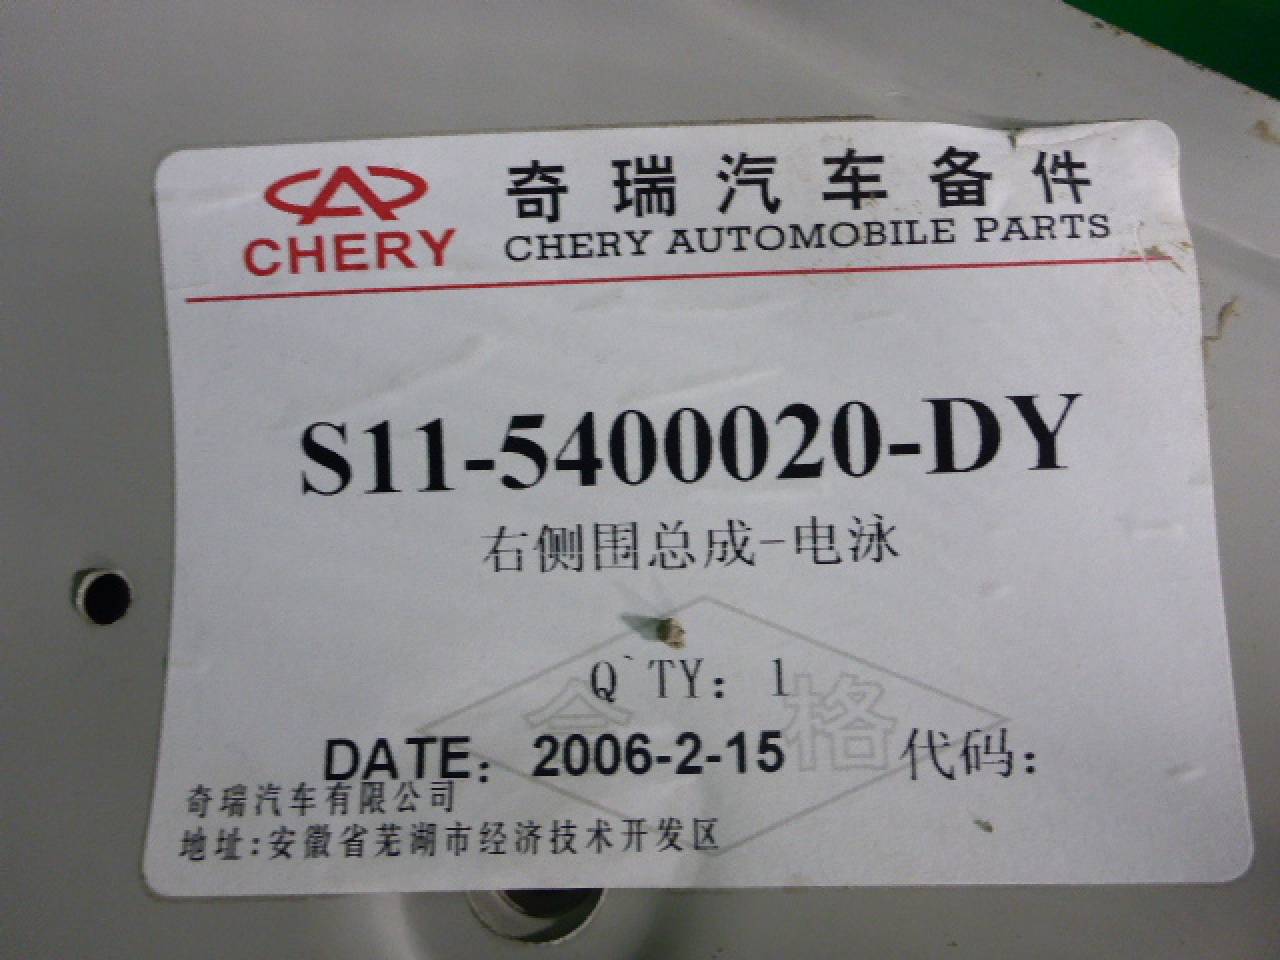 CHERY
奇瑞汽车备件
CHERY AUTOMOBILE PARTS
S11-5400020-DY
右侧围总成-电泳
Q`TY: 1
合格
DATE: 2006-2-15 代码:
奇瑞汽车有限公司
地址:安徽省芜湖市经济技术开发区